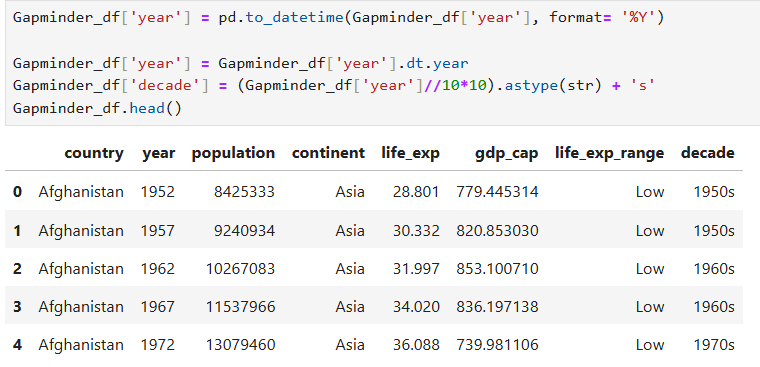 Gapminder_df['year'] = pd.to_datetime(Gapminder_df['year'], format= '%Y')
Gapminder_df['year'] = Gapminder_df['year'].dt.year
Gapminder_df['decade'] = (Gapminder_df['year']//10*10).astype(str) + 's'
Gapminder_df.head()
country year population continent life_exp gdp_cap life_exp_range decade
0 Afghanistan 1952 8425333 Asia 28.801 779.445314 Low 1950s
1 Afghanistan 1957 9240934 Asia 30.332 820.853030 Low 1950s
2 Afghanistan 1962 10267083 Asia 31.997 853.100710 Low 1960s
3 Afghanistan 1967 11537966 Asia 34.020 836.197138 Low 1960s
4 Afghanistan 1972 13079460 Asia 36.088 739.981106 Low 1970s